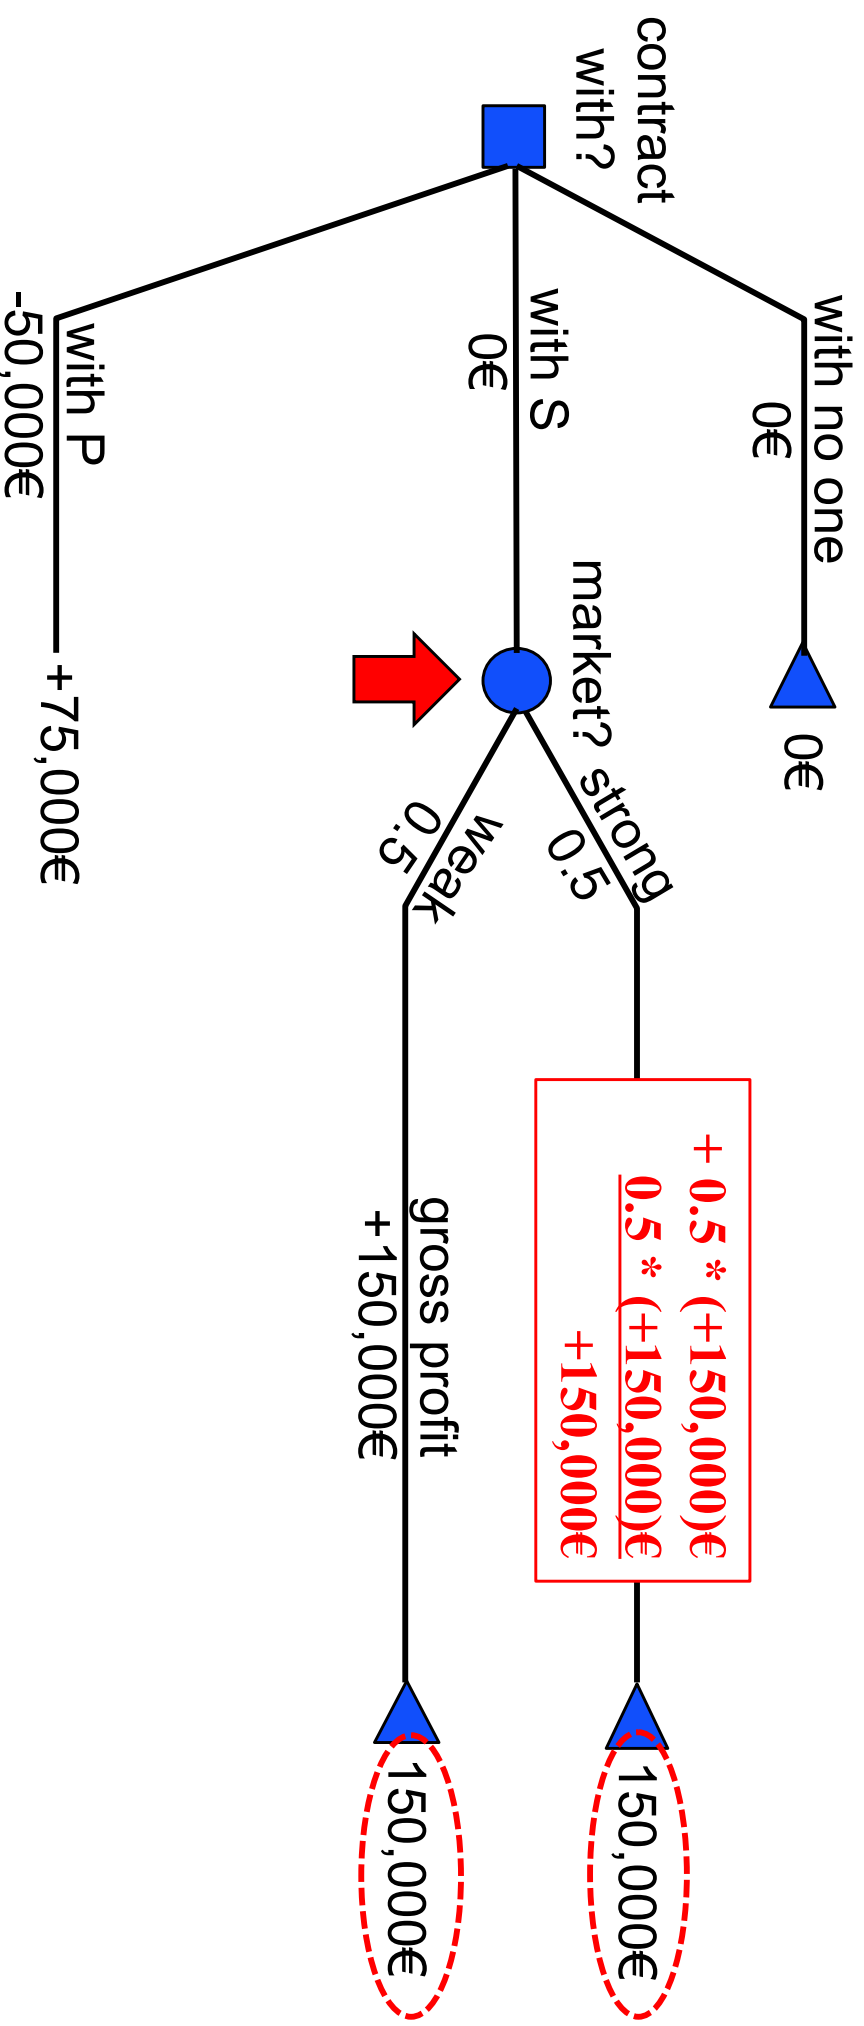 contract
with?
with no one
0€
0€
with S
0€
market?
strong
0.5
+ 0.5 * (+150,000)€
0.5 * (+150,000)€
+150,000€
150,000€
weak
0.5
gross profit
+150,000€
150,000€
with P
-50,000€
+75,000€